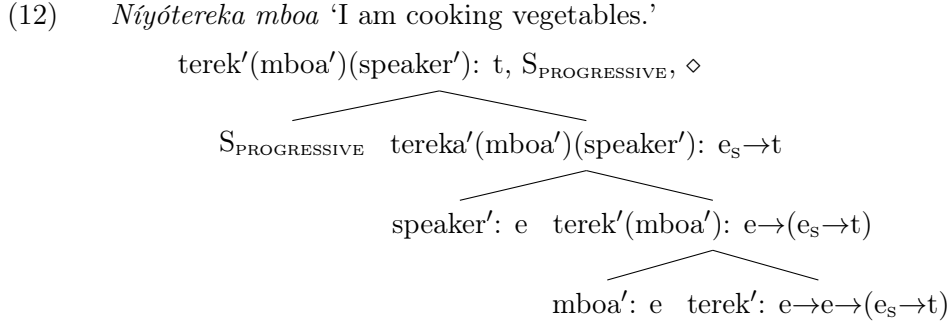 (12) Níyótereka mboa ‘I am cooking vegetables.’
terek′(mboa′)(speaker′): t, S_PROGRESSIVE, ⋄
S_PROGRESSIVE tereka′(mboa′)(speaker′): e_s→t
speaker′: e terek′(mboa′): e→(e_s→t)
mboa′: e terek′: e→e→(e_s→t)